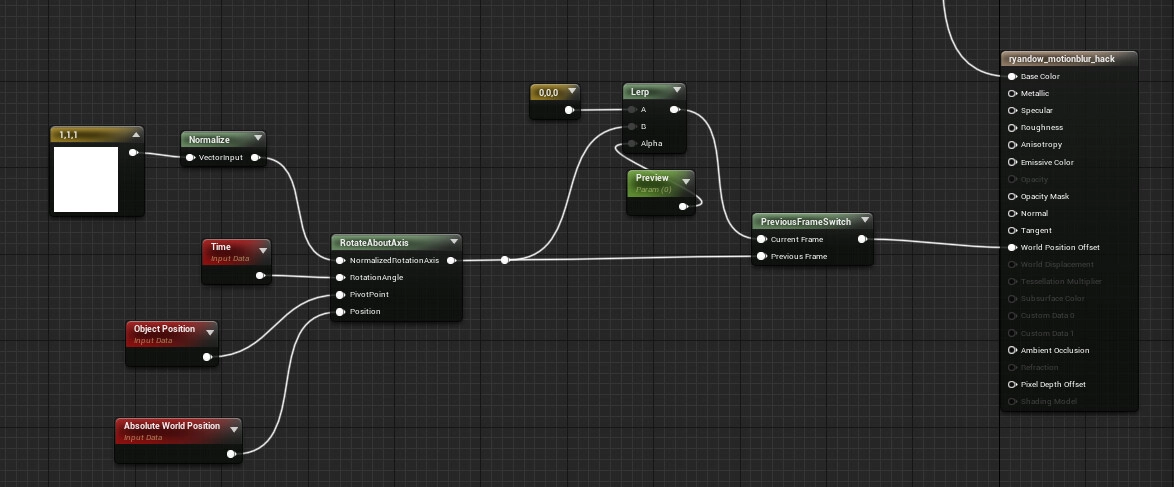 1,1,1
Normalize
VectorInput
Time
Input Data
Object Position
Input Data
Absolute World Position
Input Data
RotateAboutAxis
NormalizedRotationAxis
RotationAngle
PivotPoint
Position
0,0,0
Lerp
A
B
Alpha
Preview
Param (0)
PreviousFrameSwitch
Current Frame
Previous Frame
ryandow_motionblur_hack
Base Color
Metallic
Specular
Roughness
Anisotropy
Emissive Color
Opacity
Opacity Mask
Normal
Tangent
World Position Offset
World Displacement
Tessellation Multiplier
Subsurface Color
Custom Data 0
Custom Data 1
Ambient Occlusion
Refraction
Pixel Depth Offset
Shading Model